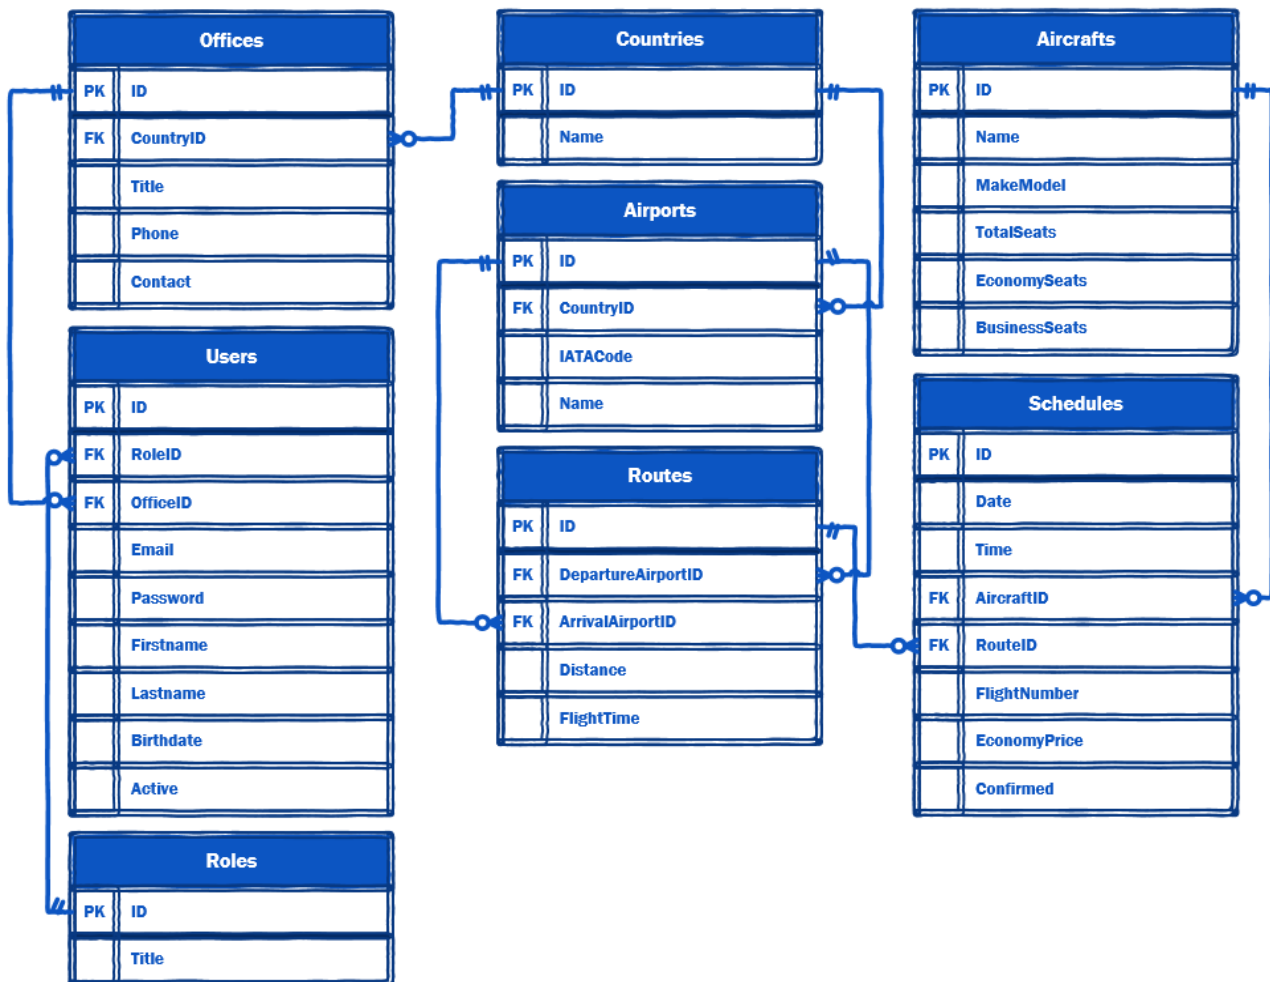 Offices
PK ID
FK CountryID
Title
Phone
Contact
Users
PK ID
FK RoleID
FK OfficeID
Email
Password
Firstname
Lastname
Birthdate
Active
Roles
PK ID
Title
Countries
PK ID
Name
Airports
PK ID
FK CountryID
IATACode
Name
Routes
PK ID
FK DepartureAirportID
FK ArrivalAirportID
Distance
FlightTime
Aircrafts
PK ID
Name
MakeModel
TotalSeats
EconomySeats
BusinessSeats
Schedules
PK ID
Date
Time
FK AircraftID
FK RouteID
FlightNumber
EconomyPrice
Confirmed